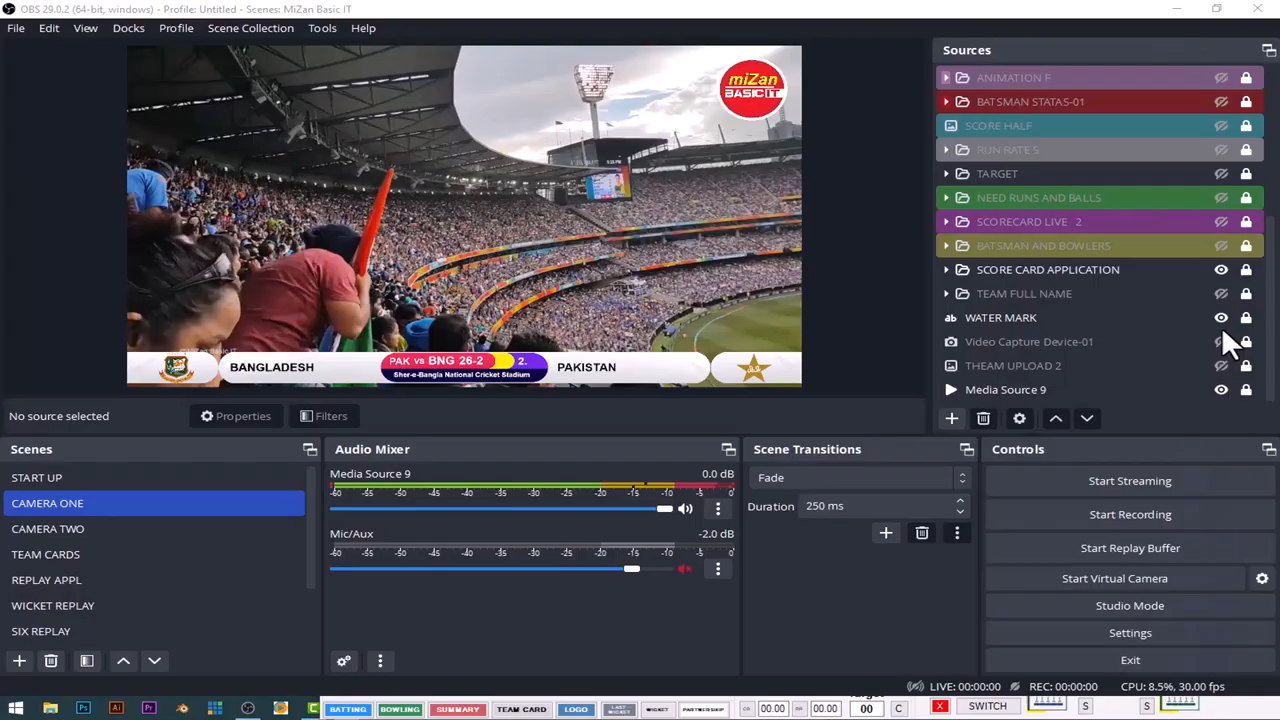 OBS 29.0.2 (64-bit, windows) - Profile: Untitled - Scenes: MiZan Basic IT
File Edit View Docks Profile Scene Collection Tools Help
miZan
BASIC IT
BANGLADESH
PAK vs BNG 26-2
2.
Sher-e-Bangla National Cricket Stadium
PAKISTAN
Sources
ANIMATION F
BATSMAN STATAS-01
SCORE HALF
RUN RATE S
TARGET
NEED RUNS AND BALLS
SCORECARD LIVE 2
BATSMAN AND BOWLERS
SCORE CARD APPLICATION
TEAM FULL NAME
ab WATER MARK
Video Capture Device-01
THEAM UPLOAD 2
Media Source 9
No source selected
Properties
Filters
Scenes
START UP
CAMERA ONE
CAMERA TWO
TEAM CARDS
REPLAY APPL
WICKET REPLAY
SIX REPLAY
Audio Mixer
Media Source 9 0.0 dB
-60 -55 -50 -45 -40 -35 -30 -25 -20 -15 -10 -5 0
Mic/Aux -2.0 dB
-60 -55 -50 -45 -40 -35 -30 -25 -20 -15 -10 -5 0
Scene Transitions
Fade
Duration 250 ms
Controls
Start Streaming
Start Recording
Start Replay Buffer
Start Virtual Camera
Studio Mode
Settings
Exit
LIVE: 00:00:00 REC: 00:00:00 CPU: 8.5%, 30.00 fps
Ps Ai Pr
BATTING BOWLING SUMMARY TEAM CARD LOGO LAST WICKET WICKET PARTNERSHIP
00.00 00.00
Target
00 C
X SWITCH S S